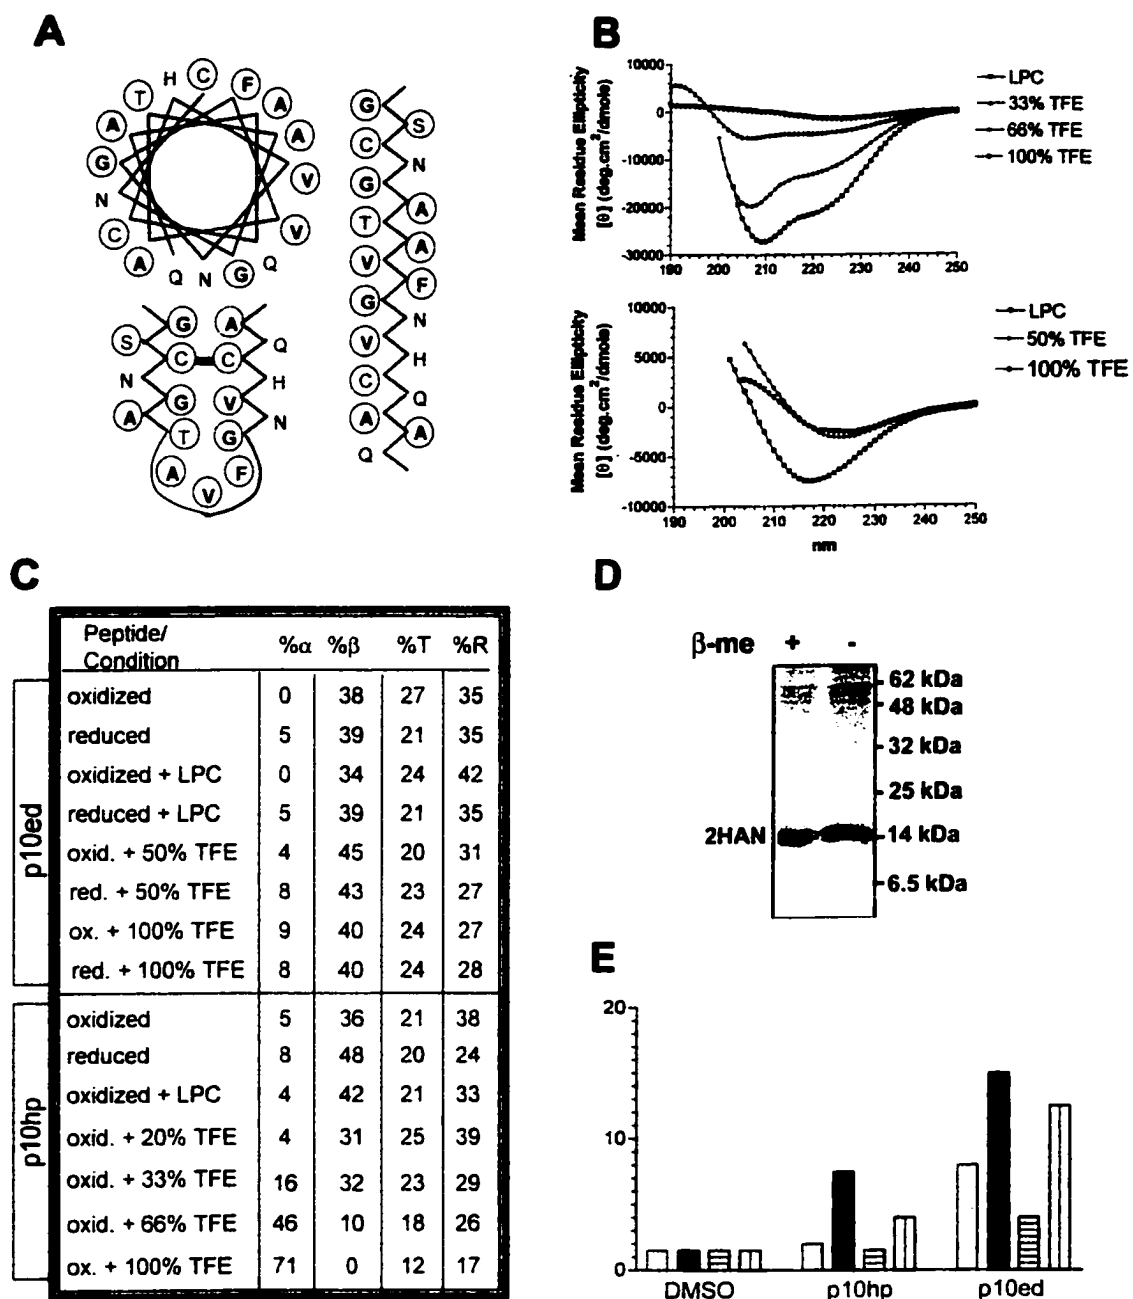 A
H C F A A V V Q G N Q A C N G A T
G S C N G A T A V F G N V H C Q A A Q
S G A Q
N C C H
A G V N
T G
A V F
B
Mean Residue Ellipticity
[θ] (deg.cm²/dmole)
10000
0
-10000
-20000
-30000
190 200 210 220 230 240 250
LPC
33% TFE
66% TFE
100% TFE
Mean Residue Ellipticity
[θ] (deg.cm²/dmole)
10000
5000
0
-5000
-10000
190 200 210 220 230 240 250
nm
LPC
50% TFE
100% TFE
C
Peptide/ Condition %α %β %T %R
p10ed
oxidized 0 38 27 35
reduced 5 39 21 35
oxidized + LPC 0 34 24 42
reduced + LPC 5 39 21 35
oxid. + 50% TFE 4 45 20 31
red. + 50% TFE 8 43 23 27
ox. + 100% TFE 9 40 24 27
red. + 100% TFE 8 40 24 28
p10hp
oxidized 5 36 21 38
reduced 8 48 20 24
oxidized + LPC 4 42 21 33
oxid. + 20% TFE 4 31 25 39
oxid. + 33% TFE 16 32 23 29
oxid. + 66% TFE 46 10 18 26
ox. + 100% TFE 71 0 12 17
D
β-me + -
62 kDa
48 kDa
32 kDa
25 kDa
2HAN 14 kDa
6.5 kDa
E
20
10
0
DMSO p10hp p10ed